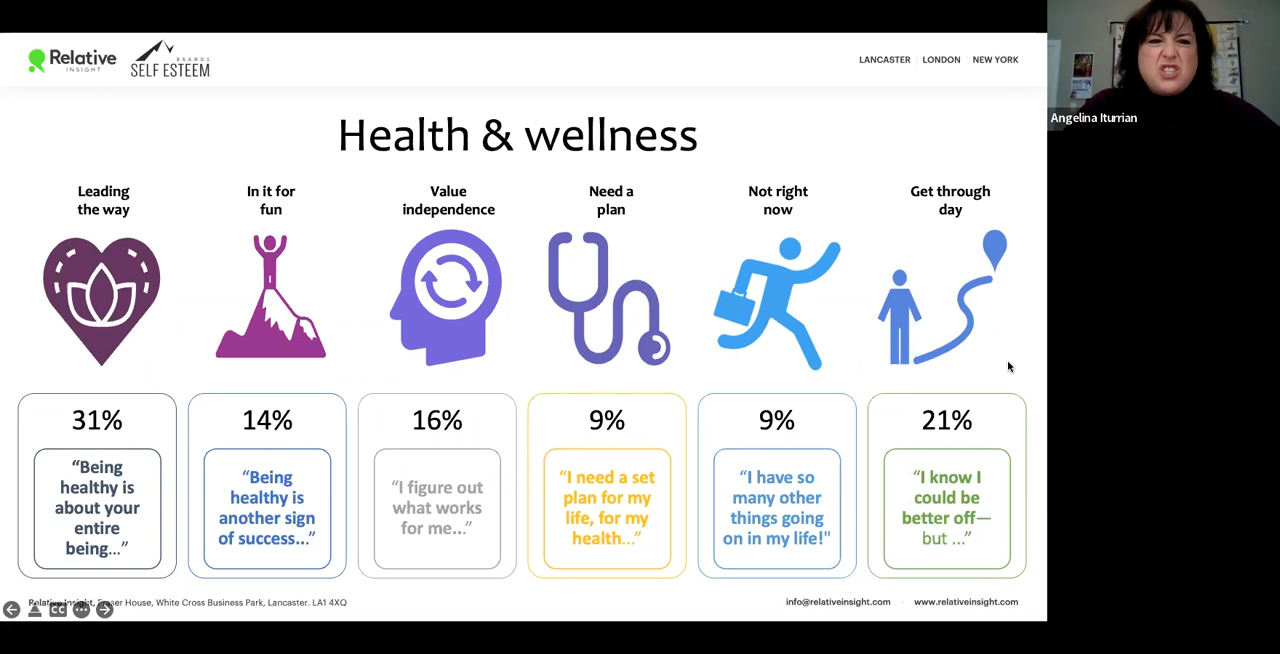 Relative
INSIGHT
BRANDS
SELF ESTEEM
LANCASTER LONDON NEW YORK
Angelina Iturrian
Health & wellness
Leading
the way
In it for
fun
Value
independence
Need a
plan
Not right
now
Get through
day
31%
14%
16%
9%
9%
21%
“Being
healthy is
about your
entire
being...”
“Being
healthy is
another sign
of success...”
“I figure out
what works
for me...”
“I need a set
plan for my
life, for my
health...”
“I have so
many other
things going
on in my life!"
“I know I
could be
better off—
but ...”
Relative Insight, Fraser House, White Cross Business Park, Lancaster. LA1 4XQ
CC
info@relativeinsight.com · www.relativeinsight.com